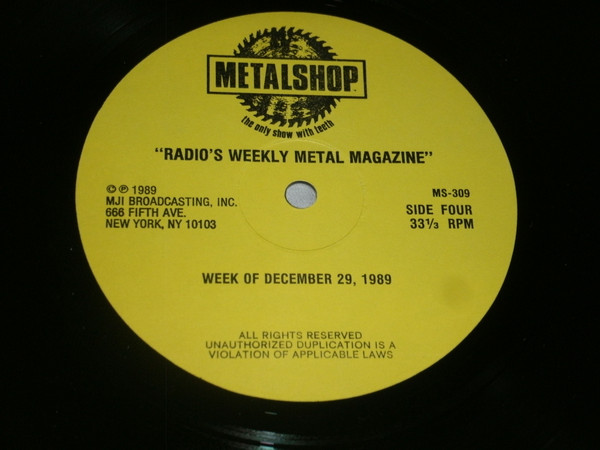 METALSHOP™
the only show with teeth
"RADIO'S WEEKLY METAL MAGAZINE"
© ℗ 1989
MJI BROADCASTING, INC.
666 FIFTH AVE.
NEW YORK, NY 10103
MS-309
SIDE FOUR
33⅓ RPM
WEEK OF DECEMBER 29, 1989
ALL RIGHTS RESERVED
UNAUTHORIZED DUPLICATION IS A
VIOLATION OF APPLICABLE LAWS